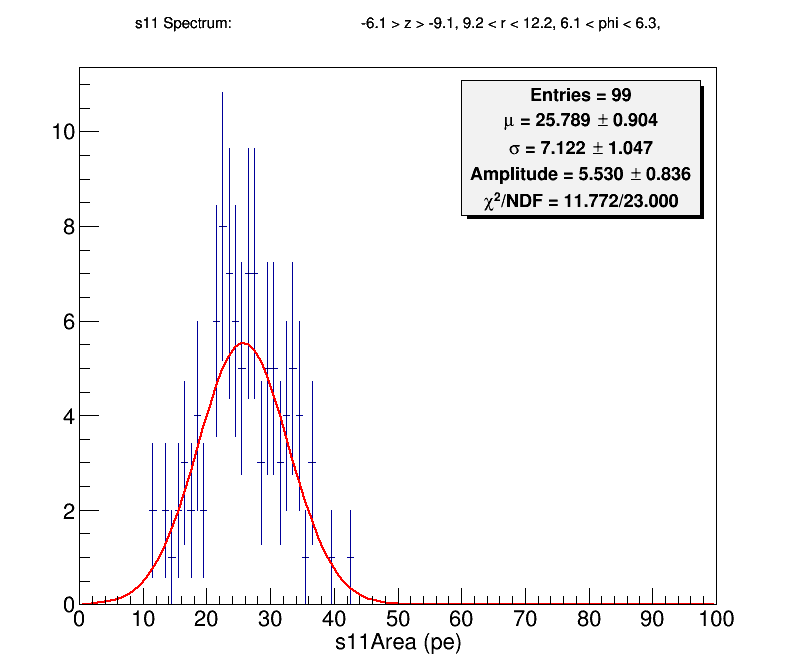 s11 Spectrum: -6.1 > z > -9.1, 9.2 < r < 12.2, 6.1 < phi < 6.3,
Entries = 99
μ = 25.789 ± 0.904
σ = 7.122 ± 1.047
Amplitude = 5.530 ± 0.836
χ²/NDF = 11.772/23.000
10
8
6
4
2
0
0 10 20 30 40 50 60 70 80 90 100
s11Area (pe)